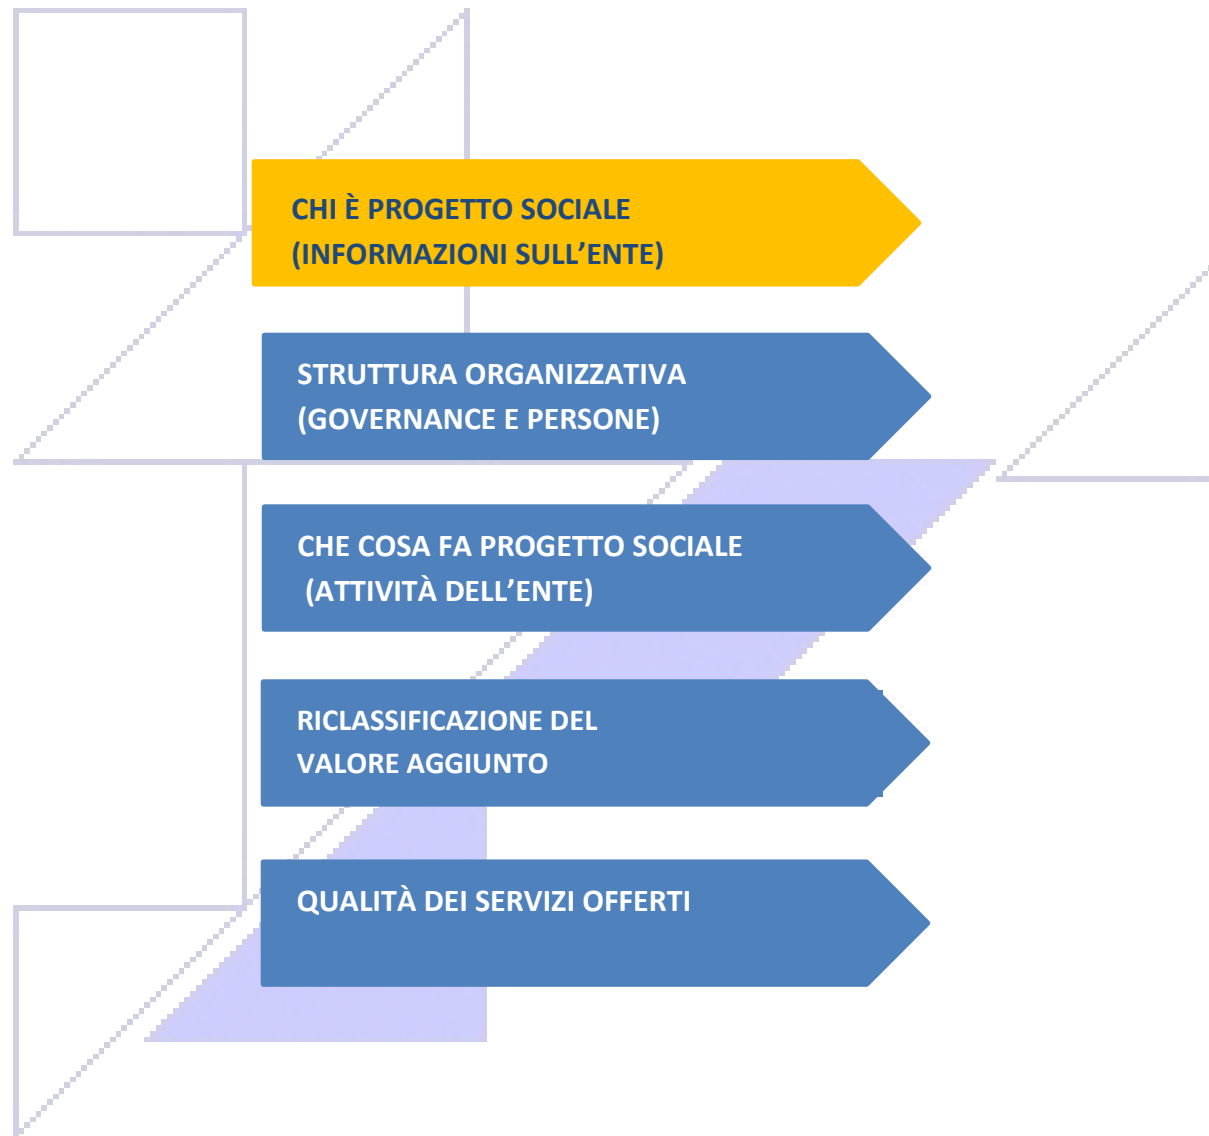 CHI È PROGETTO SOCIALE
(INFORMAZIONI SULL’ENTE)
STRUTTURA ORGANIZZATIVA
(GOVERNANCE E PERSONE)
CHE COSA FA PROGETTO SOCIALE
(ATTIVITÀ DELL’ENTE)
RICLASSIFICAZIONE DEL
VALORE AGGIUNTO
QUALITÀ DEI SERVIZI OFFERTI